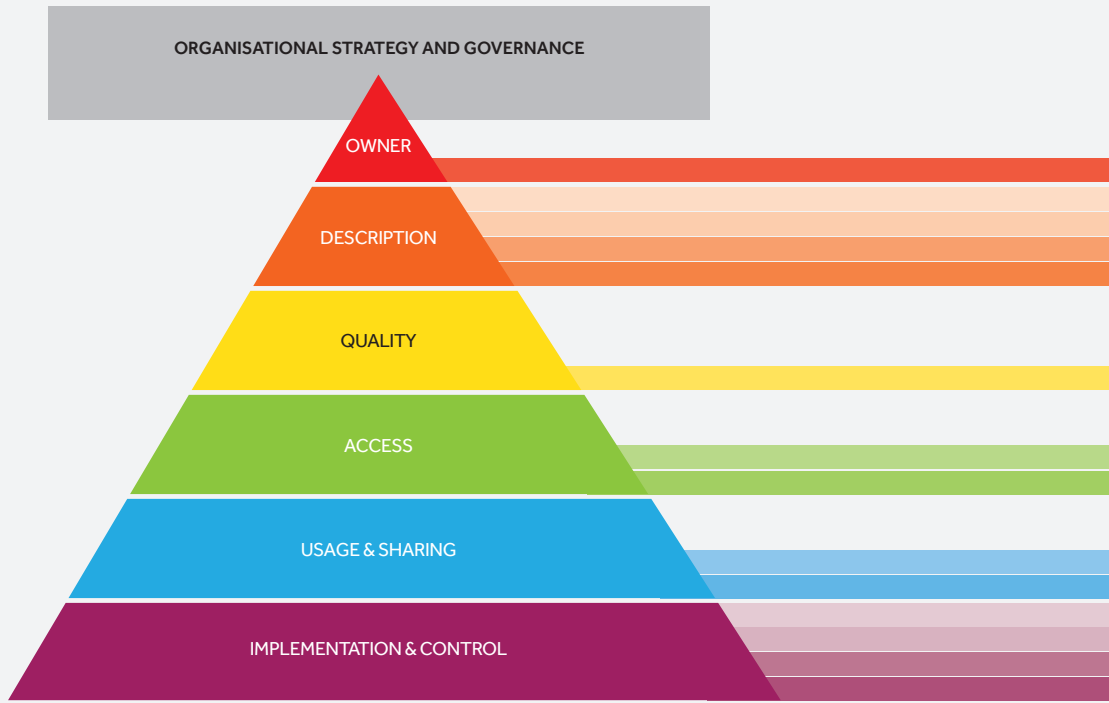 ORGANISATIONAL STRATEGY AND GOVERNANCE
OWNER
DESCRIPTION
QUALITY
ACCESS
USAGE & SHARING
IMPLEMENTATION & CONTROL